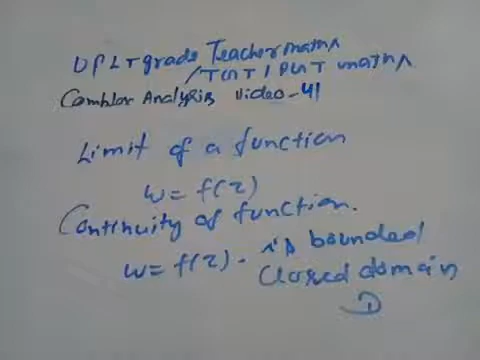 UP LT grade Teacher maths
/TGT/PGT maths
Complex Analysis Video-41
Limit of a function
w = f(z)
Continuity of function.
w = f(z). is bounded
Closed domain
D